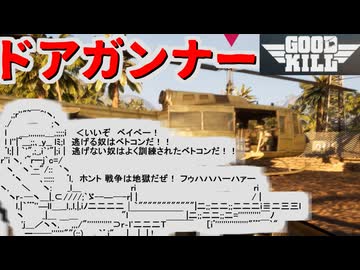 ドアガンナー
GOOD
KILL
＜いいぞ　ベイベー！
逃げる奴はベトコンだ！！
逃げない奴はよく訓練されたベトコンだ！！
ホント 戦争は地獄だぜ！ フゥハハハーハァー